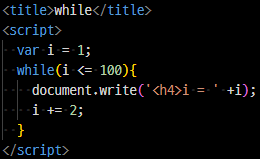 <title>while</title>
<script>
  var i = 1;
  while(i <= 100){
    document.write('<h4>i = ' +i);
    i += 2;
  }
</script>